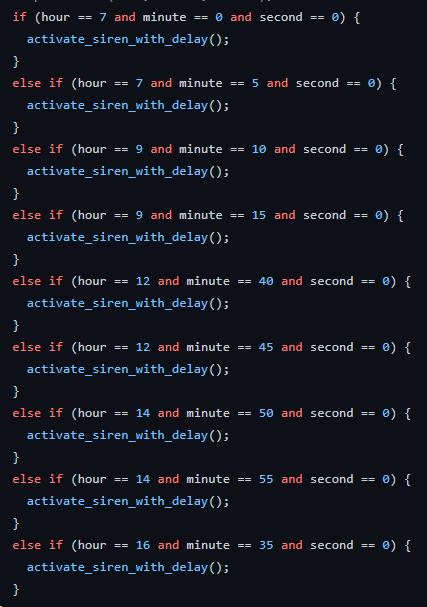 if (hour == 7 and minute == 0 and second == 0) {
  activate_siren_with_delay();
}
else if (hour == 7 and minute == 5 and second == 0) {
  activate_siren_with_delay();
}
else if (hour == 9 and minute == 10 and second == 0) {
  activate_siren_with_delay();
}
else if (hour == 9 and minute == 15 and second == 0) {
  activate_siren_with_delay();
}
else if (hour == 12 and minute == 40 and second == 0) {
  activate_siren_with_delay();
}
else if (hour == 12 and minute == 45 and second == 0) {
  activate_siren_with_delay();
}
else if (hour == 14 and minute == 50 and second == 0) {
  activate_siren_with_delay();
}
else if (hour == 14 and minute == 55 and second == 0) {
  activate_siren_with_delay();
}
else if (hour == 16 and minute == 35 and second == 0) {
  activate_siren_with_delay();
}